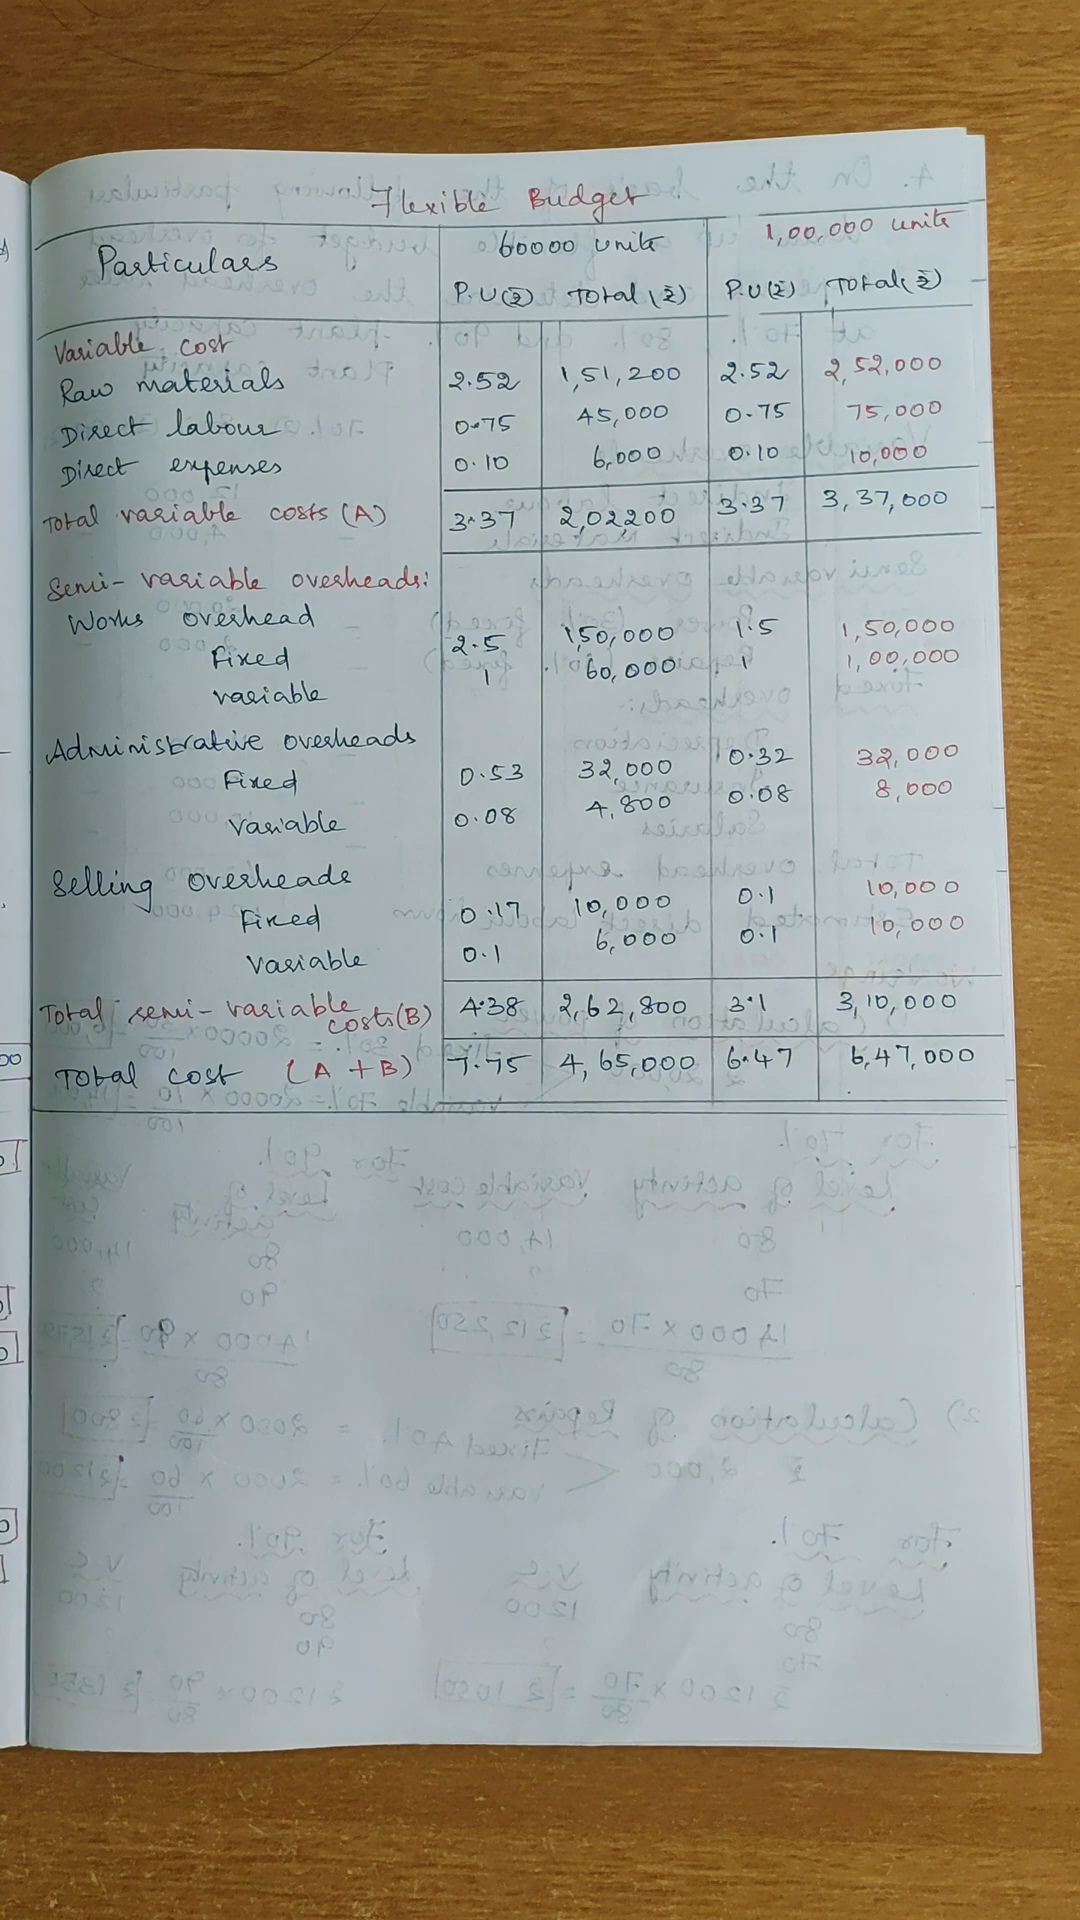 Flexible Budget
Particulars 60000 units 1,00,000 units
P.U(₹) Total(₹) P.U(₹) Total(₹)
Variable cost
Raw materials 2.52 1,51,200 2.52 2,52,000
Direct labour 0.75 45,000 0.75 75,000
Direct expenses 0.10 6,000 0.10 10,000
Total variable costs (A) 3.37 2,02,200 3.37 3,37,000
Semi-variable overheads:
Works overhead
Fixed 2.5 1,50,000 1.5 1,50,000
variable 1 60,000 1 1,00,000
Administrative overheads
Fixed 0.53 32,000 0.32 32,000
Variable 0.08 4,800 0.08 8,000
Selling overheads
Fixed 0.17 10,000 0.1 10,000
Variable 0.1 6,000 0.1 10,000
Total semi-variable costs(B) 4.38 2,62,800 3.1 3,10,000
Total cost (A+B) 7.75 4,65,000 6.47 6,47,000